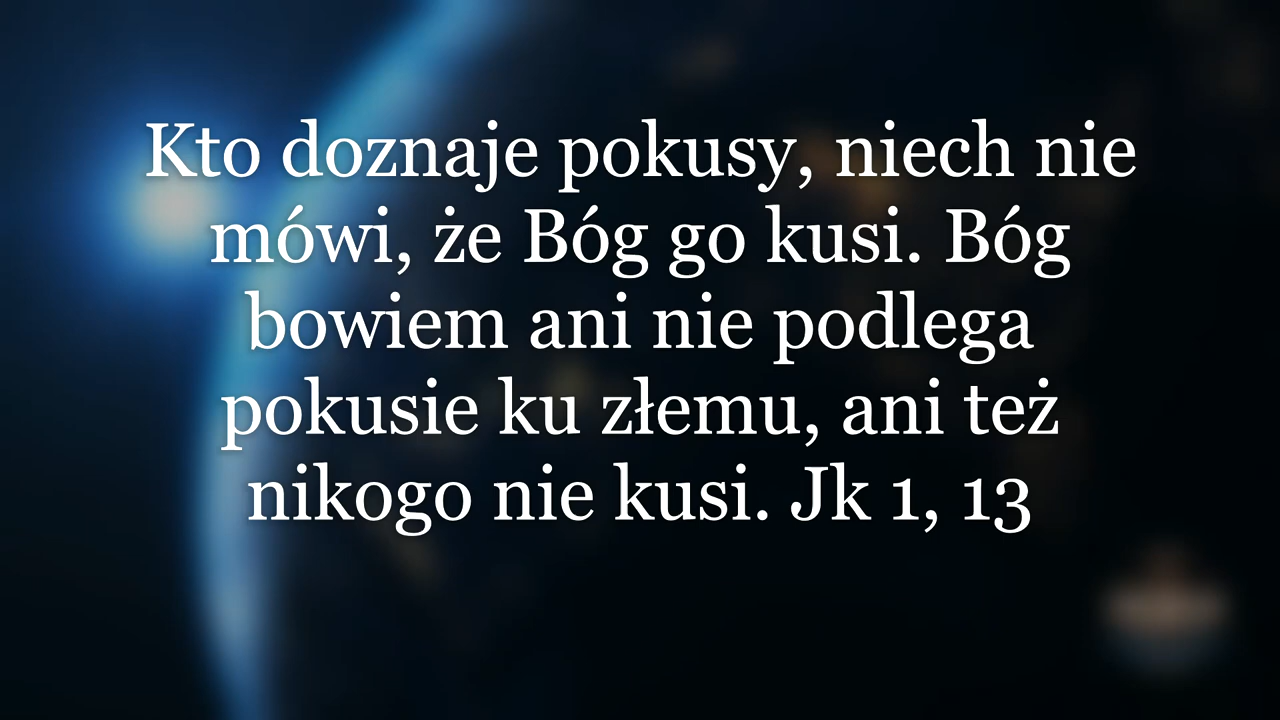 Kto doznaje pokusy, niech nie
mówi, że Bóg go kusi. Bóg
bowiem ani nie podlega
pokusie ku złemu, ani też
nikogo nie kusi. Jk 1, 13